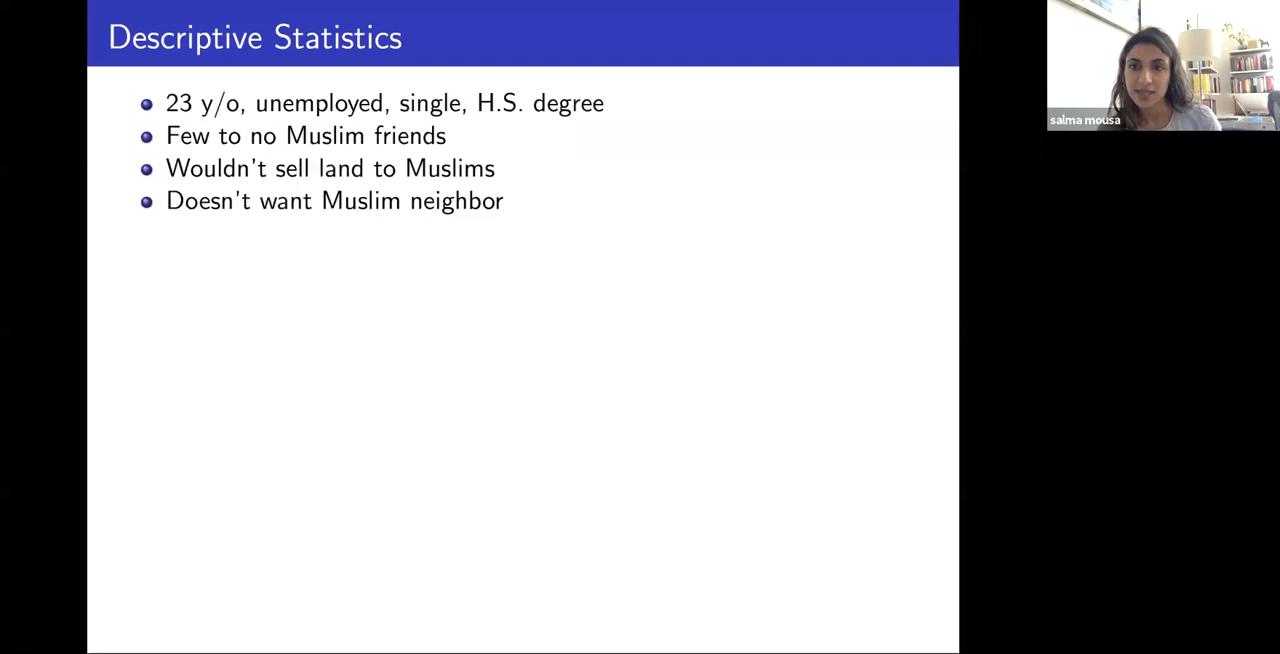 Descriptive Statistics
23 y/o, unemployed, single, H.S. degree
Few to no Muslim friends
Wouldn't sell land to Muslims
Doesn't want Muslim neighbor
salma mousa